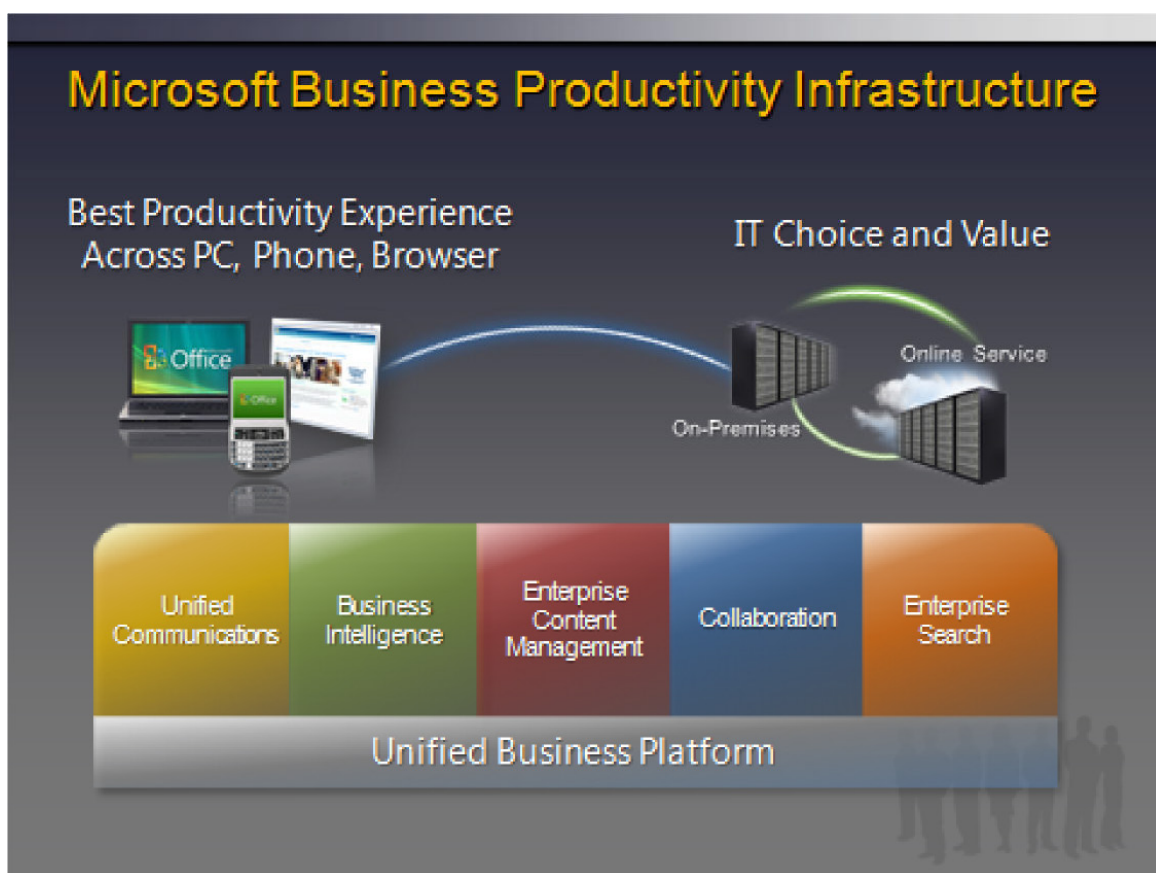 Microsoft Business Productivity Infrastructure
Best Productivity Experience
Across PC, Phone, Browser
IT Choice and Value
Office
Office
Online Service
On-Premises
Unified
Communications
Business
Intelligence
Enterprise
Content
Management
Collaboration
Enterprise
Search
Unified Business Platform